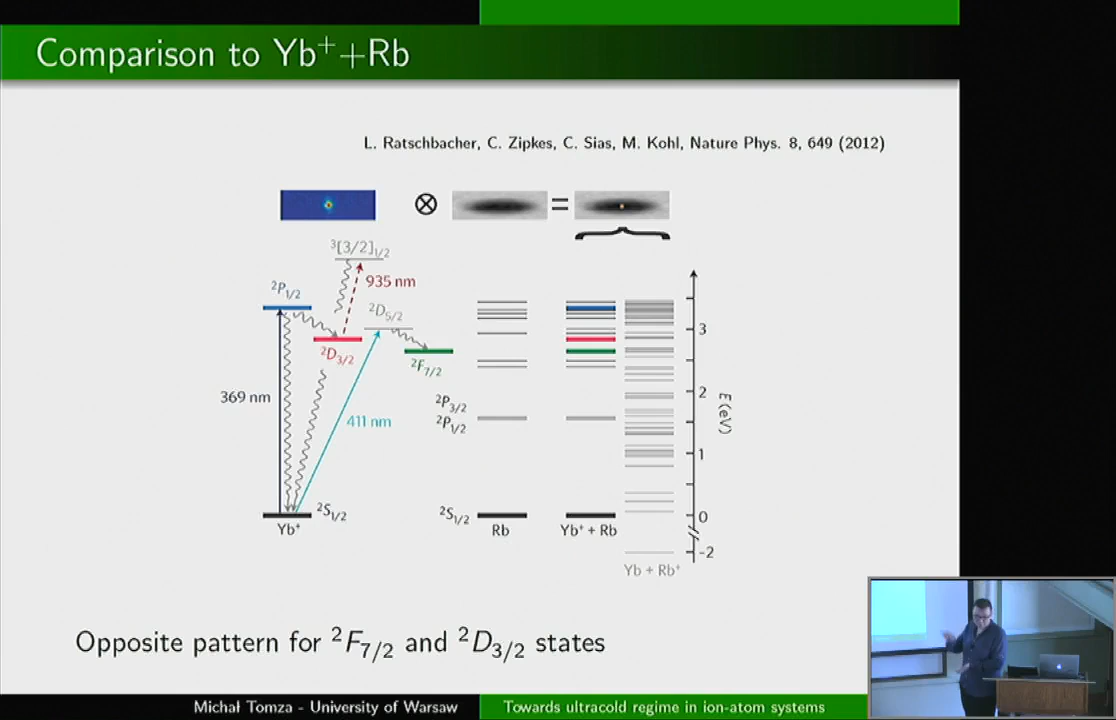 Comparison to Yb⁺+Rb
L. Ratschbacher, C. Zipkes, C. Sias, M. Kohl, Nature Phys. 8, 649 (2012)
⊗ =
³[3/2]₁/₂
935 nm
²P₁/₂
²D₅/₂
²D₃/₂
²F₇/₂
369 nm
411 nm
²S₁/₂
Yb⁺
²P₃/₂
²P₁/₂
²S₁/₂
Rb
Yb⁺ + Rb
Yb + Rb⁺
3
2
1
0
-2
E (eV)
Opposite pattern for ²F₇/₂ and ²D₃/₂ states
Michał Tomza - University of Warsaw
Towards ultracold regime in ion-atom systems